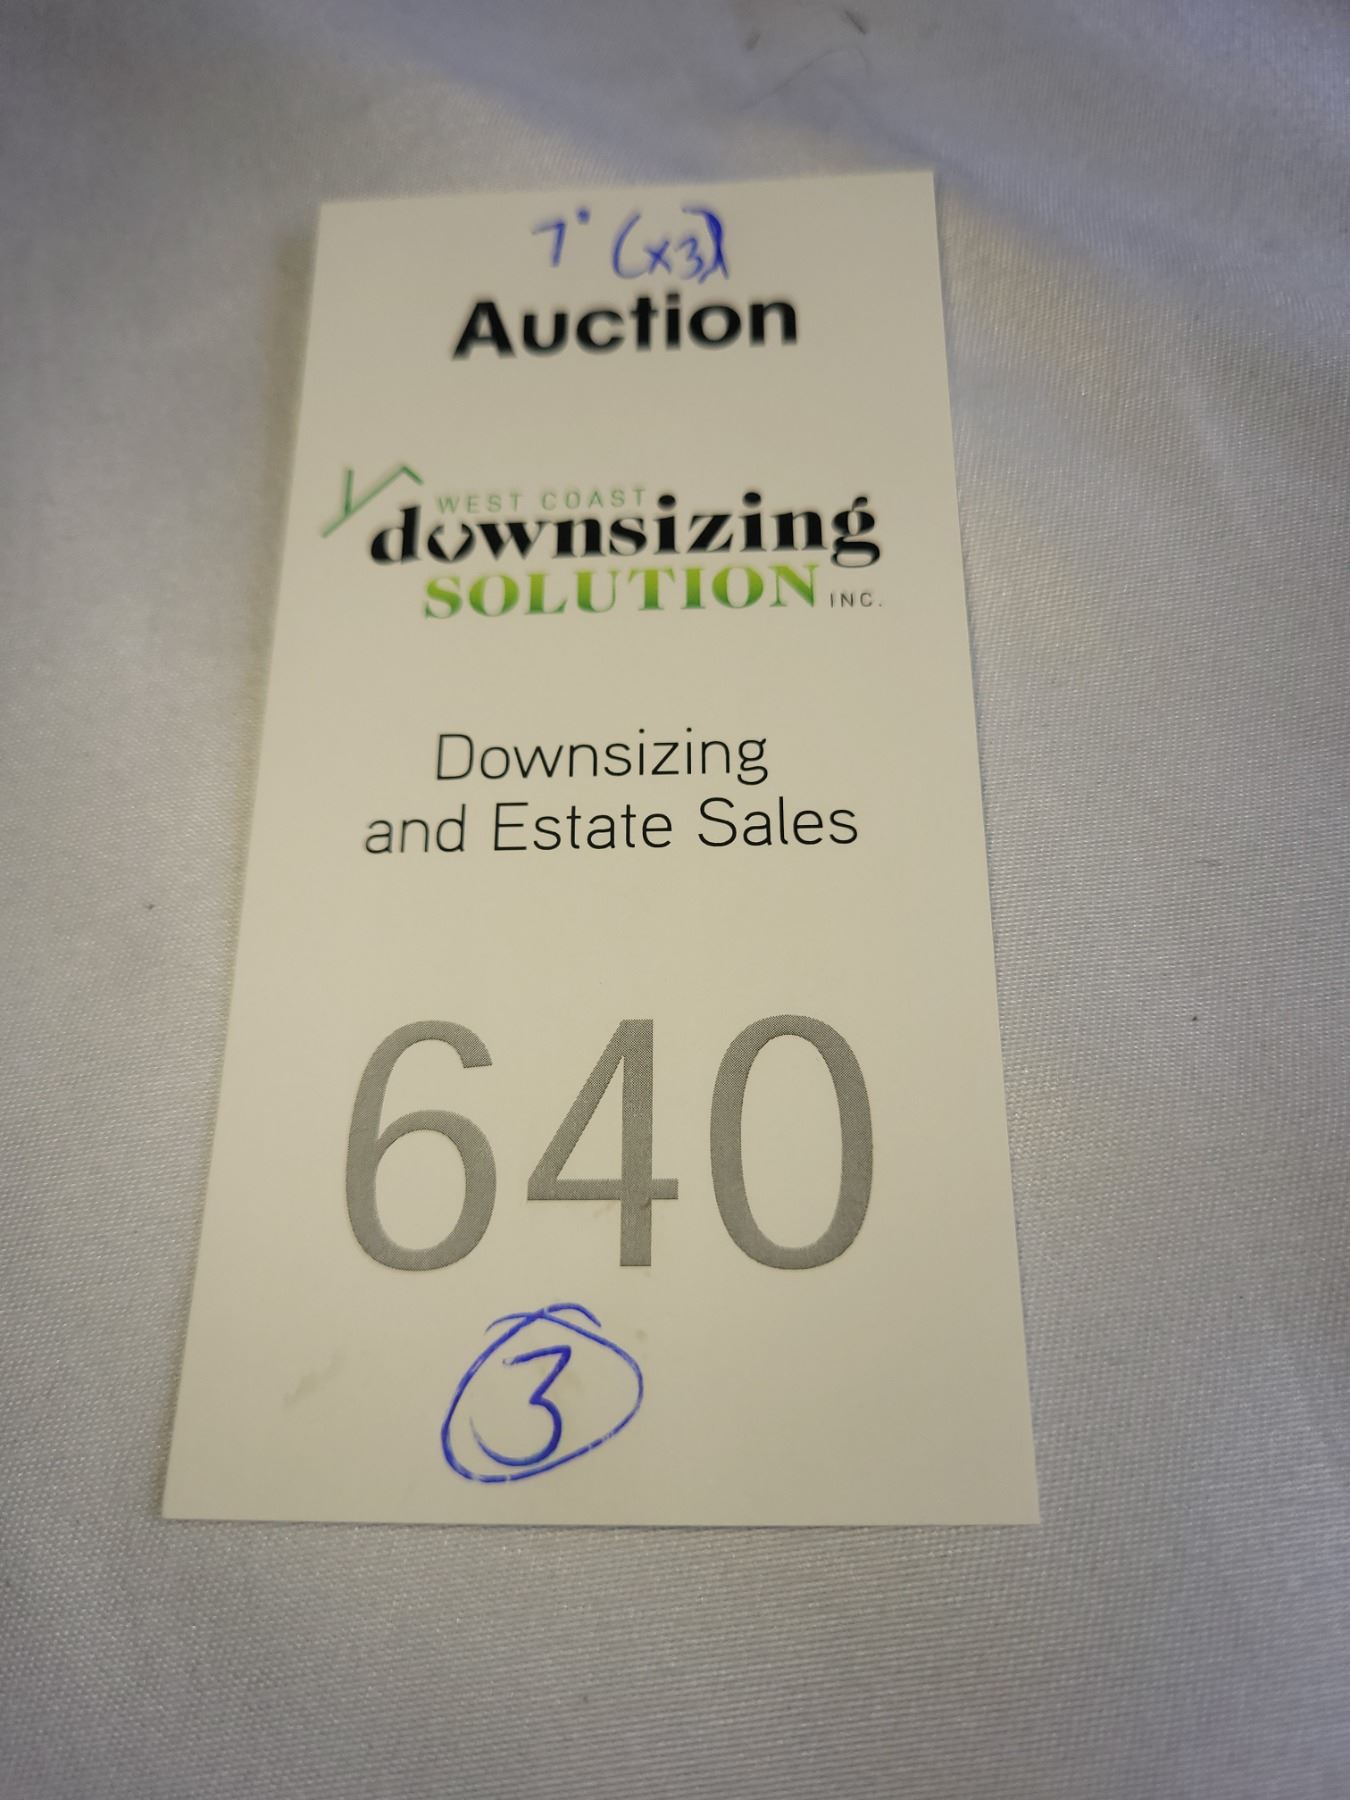 7" (x3)
Auction
WEST COAST
downsizing
SOLUTION INC.
Downsizing
and Estate Sales
640
3